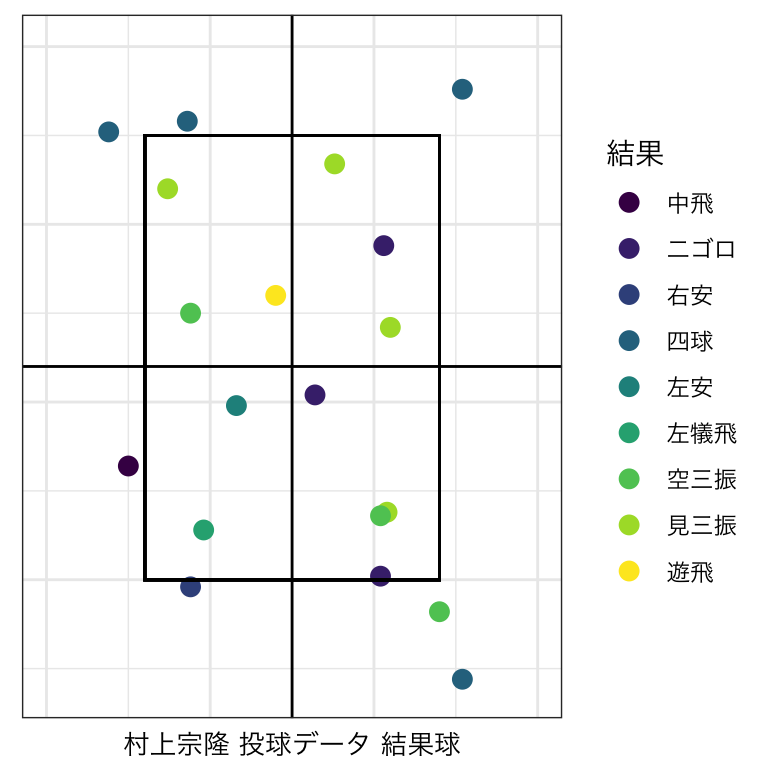 結果
中飛
二ゴロ
右安
四球
左安
左犠飛
空三振
見三振
遊飛
村上宗隆 投球データ 結果球